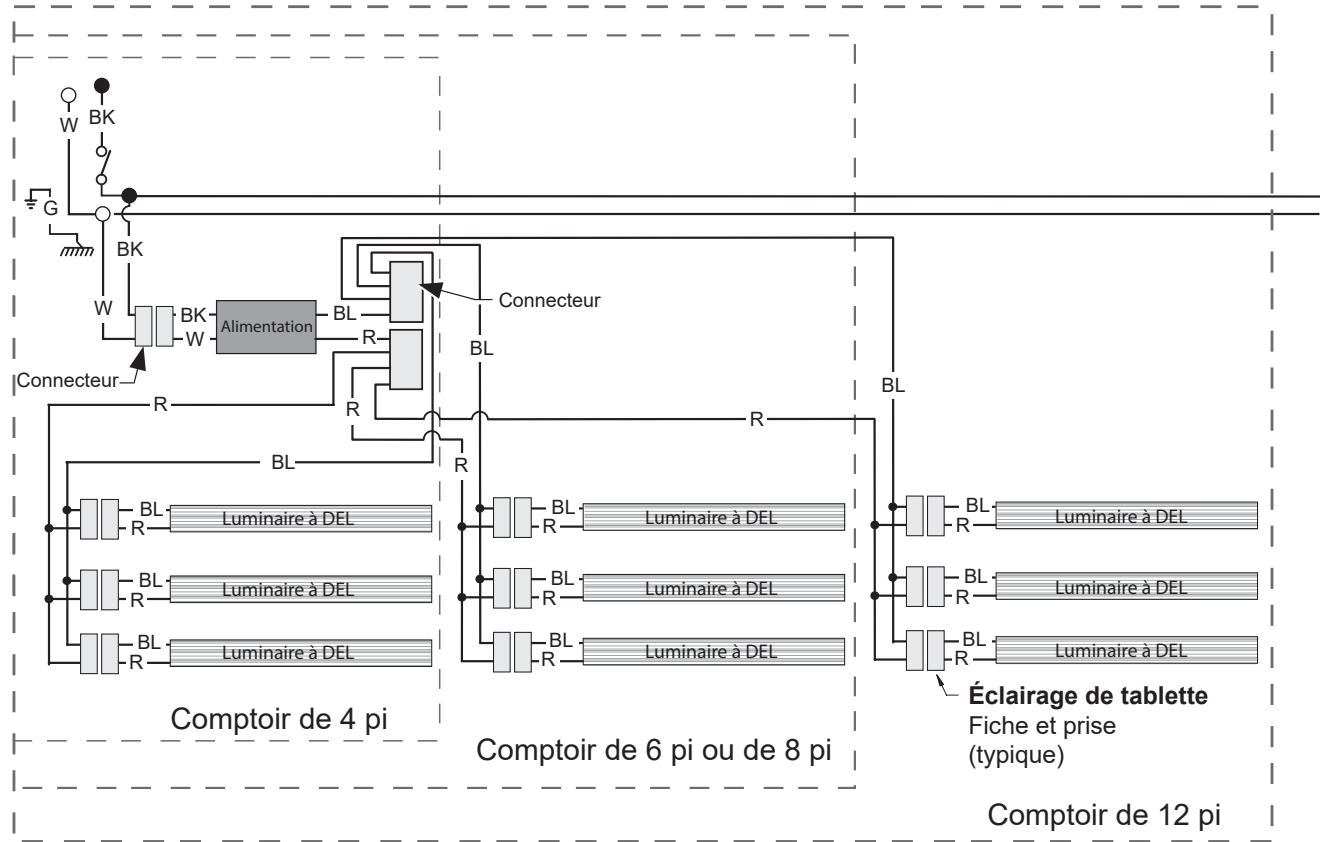 W
BK
G
BK
W
BK
W
Alimentation
BL
R
Connecteur
Connecteur
BL
BL
R
R
R
BL
R
BL
R
Luminaire à DEL
BL
R
Luminaire à DEL
BL
R
Luminaire à DEL
BL
R
Luminaire à DEL
BL
R
Luminaire à DEL
BL
R
Luminaire à DEL
BL
R
Luminaire à DEL
BL
R
Luminaire à DEL
BL
R
Luminaire à DEL
Éclairage de tablette
Fiche et prise
(typique)
Comptoir de 4 pi
Comptoir de 6 pi ou de 8 pi
Comptoir de 12 pi